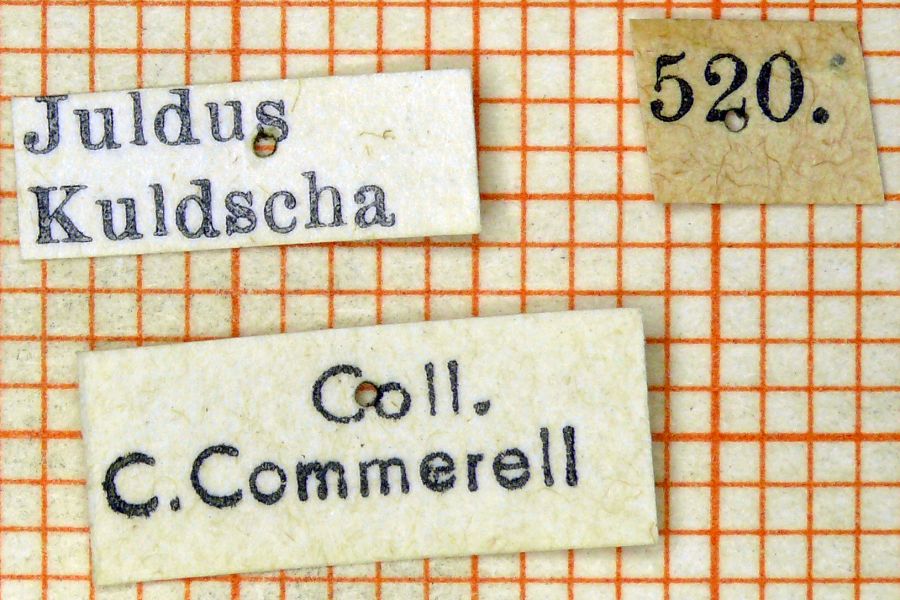 Juldus
Kuldscha
520.
Coll.
C. Commerell